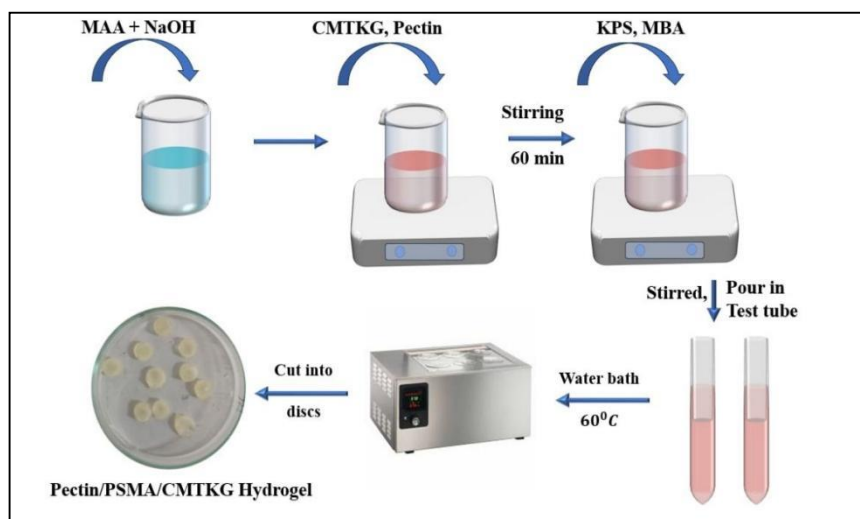 MAA + NaOH
CMTKG, Pectin
KPS, MBA
Stirring
60 min
Stirred,
Pour in
Test tube
Water bath
60⁰C
Cut into
discs
Pectin/PSMA/CMTKG Hydrogel